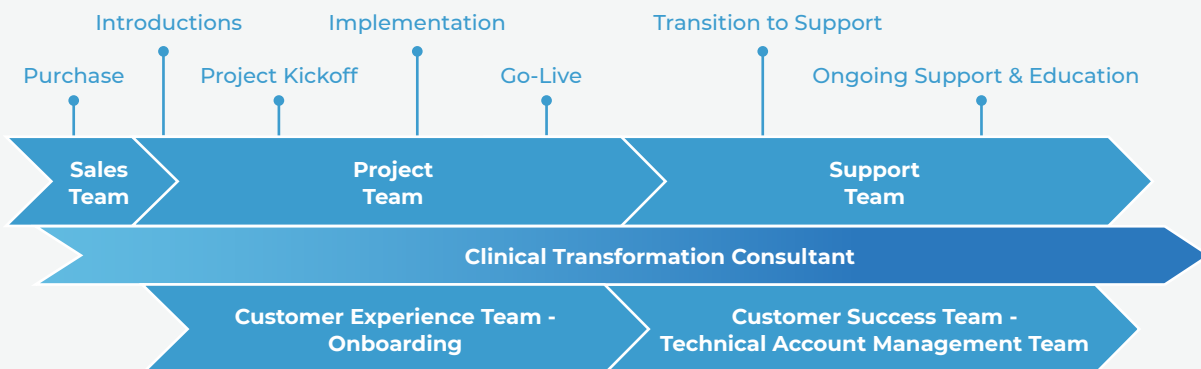 Introductions
Implementation
Transition to Support
Purchase
Project Kickoff
Go-Live
Ongoing Support & Education
Sales
Team
Project
Team
Support
Team
Clinical Transformation Consultant
Customer Experience Team -
Onboarding
Customer Success Team -
Technical Account Management Team